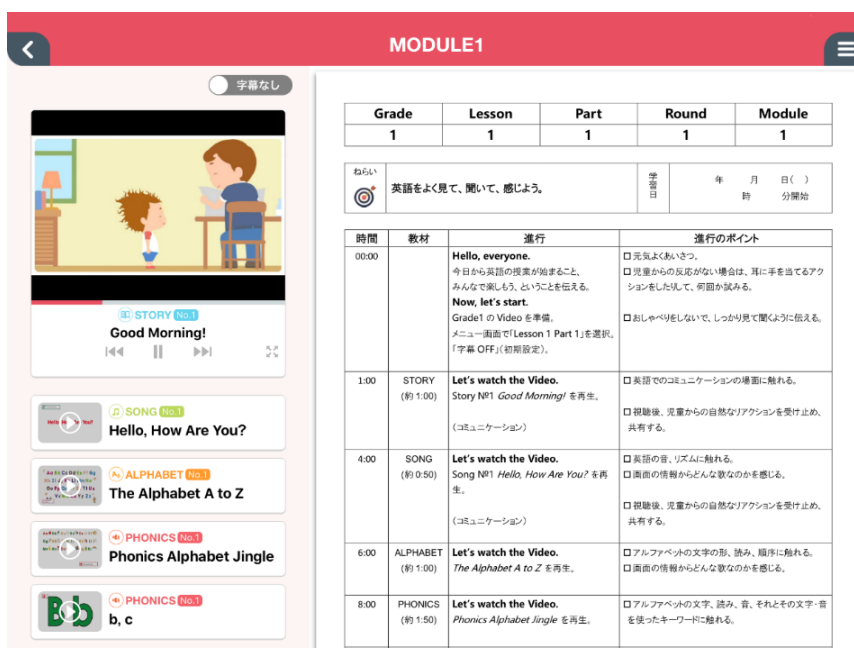 MODULE1
字幕なし
STORY No.1
Good Morning!
SONG No.1
Hello, How Are You?
ALPHABET No.1
The Alphabet A to Z
PHONICS No.1
Phonics Alphabet Jingle
PHONICS No.1
b, c
Bb
Grade Lesson Part Round Module
1 1 1 1 1
ねらい
英語をよく見て、聞いて、感じよう。
学習日
年 月 日( )
時 分開始
時間 教材 進行 進行のポイント
00:00
Hello, everyone.
今日から英語の授業が始まること、
みんなで楽しもう、ということを伝える。
Now, let's start.
Grade1 の Video を準備。
メニュー画面で「Lesson 1 Part 1」を選択。
「字幕 OFF」(初期設定)。
□元気よくあいさつ。
□児童からの反応がない場合は、耳に手を当てるアク
ションをしたりして、何回か試みる。
□おしゃべりをしないで、しっかり見て聞くように伝える。
1:00 STORY
(約 1:00)
Let's watch the Video.
Story №1 Good Morning! を再生。
(コミュニケーション)
□英語でのコミュニケーションの場面に触れる。
□視聴後、児童からの自然なリアクションを受け止め、
共有する。
4:00 SONG
(約 0:50)
Let's watch the Video.
Song №1 Hello, How Are You? を再
生。
(コミュニケーション)
□英語の音、リズムに触れる。
□画面の情報からどんな歌なのかを感じる。
□視聴後、児童からの自然なリアクションを受け止め、
共有する。
6:00 ALPHABET
(約 1:00)
Let's watch the Video.
The Alphabet A to Z を再生。
□アルファベットの文字の形、読み、順序に触れる。
□画面の情報からどんな歌なのかを感じる。
8:00 PHONICS
(約 1:50)
Let's watch the Video.
Phonics Alphabet Jingle を再生。
□アルファベットの文字、読み、音、それとその文字・音
を使ったキーワードに触れる。